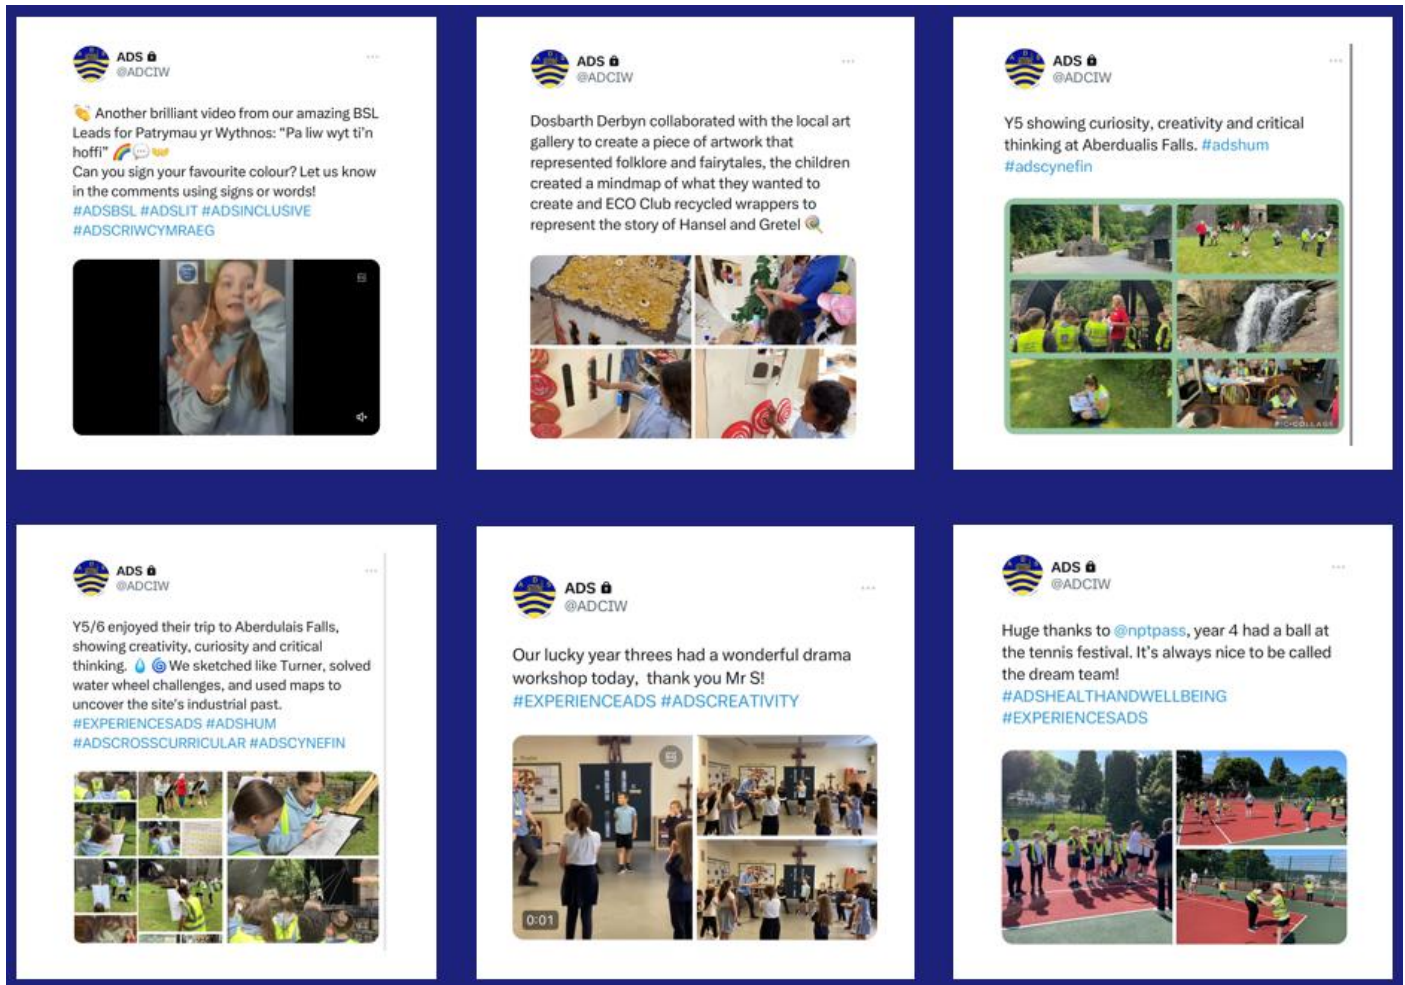 ADS
@ADCIW
Another brilliant video from our amazing BSL
Leads for Patrymau yr Wythnos: “Pa liw wyt ti’n
hoffi”
Can you sign your favourite colour? Let us know
in the comments using signs or words!
#ADSBSL #ADSLIT #ADSINCLUSIVE
#ADSCRIWCYMRAEG
ADS
@ADCIW
Dosbarth Derbyn collaborated with the local art
gallery to create a piece of artwork that
represented folklore and fairytales, the children
created a mindmap of what they wanted to
create and ECO Club recycled wrappers to
represent the story of Hansel and Gretel
ADS
@ADCIW
Y5 showing curiosity, creativity and critical
thinking at Aberdualis Falls. #adshum
#adscynefin
PIC•COLLAGE
ADS
@ADCIW
Y5/6 enjoyed their trip to Aberdulais Falls,
showing creativity, curiosity and critical
thinking. We sketched like Turner, solved
water wheel challenges, and used maps to
uncover the site's industrial past.
#EXPERIENCESADS #ADSHUM
#ADSCROSSCURRICULAR #ADSCYNEFIN
ADS
@ADCIW
Our lucky year threes had a wonderful drama
workshop today, thank you Mr S!
#EXPERIENCEADS #ADSCREATIVITY
0:01
ADS
@ADCIW
Huge thanks to @nptpass, year 4 had a ball at
the tennis festival. It's always nice to be called
the dream team!
#ADSHEALTHANDWELLBEING
#EXPERIENCESADS